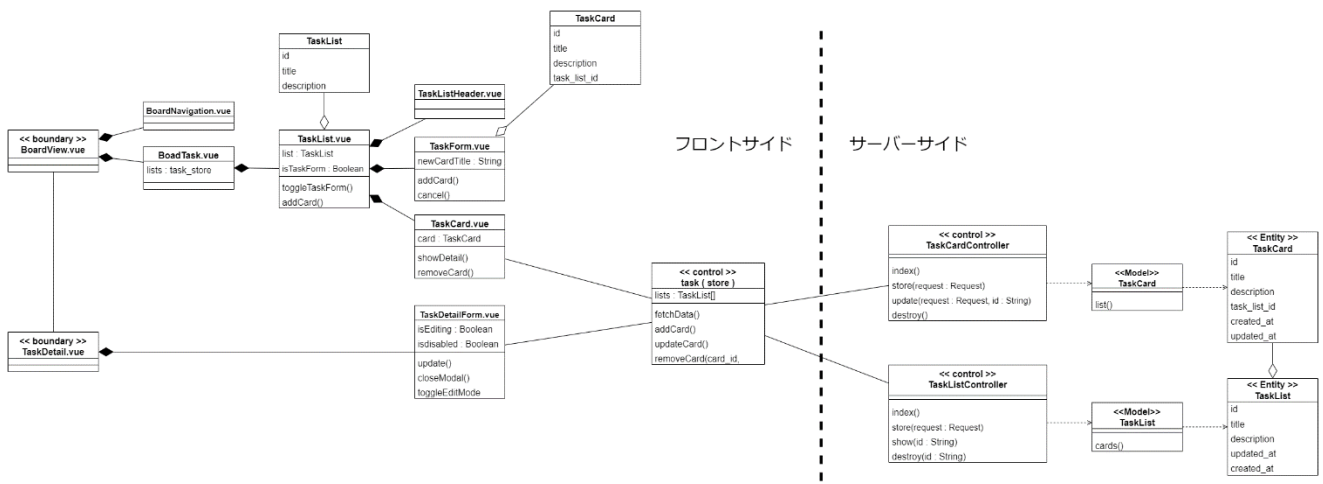 TaskCard
id
title
description
task_list_id
TaskList
id
title
description
TaskListHeader.vue
BoardNavigation.vue
<< boundary >>
BoardView.vue
BoadTask.vue
lists : task_store
TaskList.vue
list : TaskList
isTaskForm : Boolean
toggleTaskForm()
addCard()
TaskForm.vue
newCardTitle : String
addCard()
cancel()
フロントサイド
サーバーサイド
TaskCard.vue
card : TaskCard
showDetail()
removeCard()
<< control >>
task ( store )
lists : TaskList[]
fetchData()
addCard()
updateCard()
removeCard(card_id,
TaskDetailForm.vue
isEditing : Boolean
isdisabled : Boolean
update()
closeModal()
toggleEditMode
<< boundary >>
TaskDetail.vue
<< control >>
TaskCardController
index()
store(request : Request)
update(request : Request, id : String)
destroy()
<<Model>>
TaskCard
list()
<< Entity >>
TaskCard
id
title
description
task_list_id
created_at
updated_at
<< control >>
TaskListController
index()
store(request : Request)
show(id : String)
destroy(id : String)
<<Model>>
TaskList
cards()
<< Entity >>
TaskList
id
title
description
updated_at
created_at